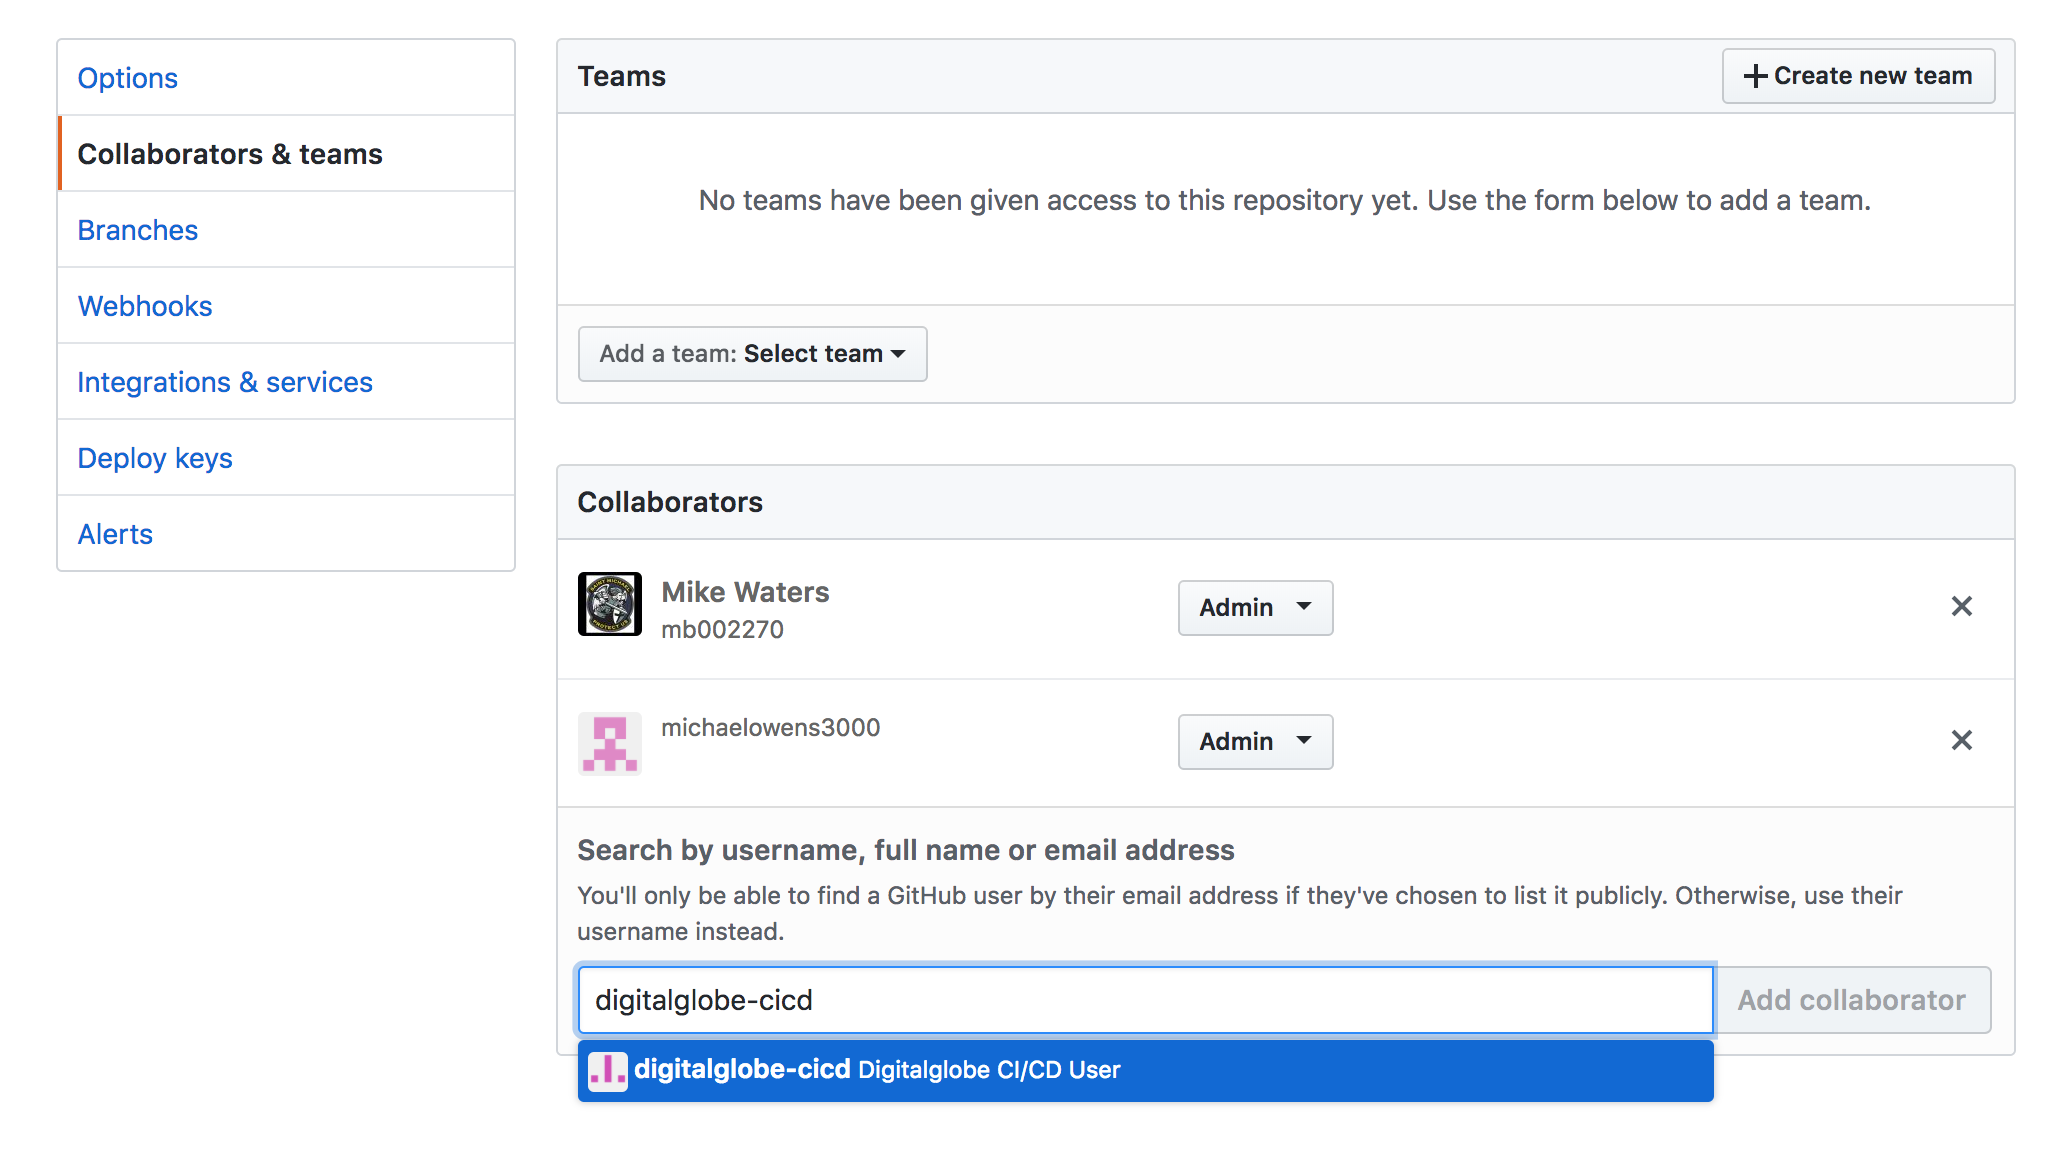 Options
Collaborators & teams
Branches
Webhooks
Integrations & services
Deploy keys
Alerts
Teams
Create new team
No teams have been given access to this repository yet. Use the form below to add a team.
Add a team: Select team
Collaborators
SAINT MICHAEL
PROTECT US
Mike Waters
mb002270
Admin
michaelowens3000
Admin
Search by username, full name or email address
You'll only be able to find a GitHub user by their email address if they've chosen to list it publicly. Otherwise, use their
username instead.
digitalglobe-cicd
Add collaborator
digitalglobe-cicd Digitalglobe CI/CD User